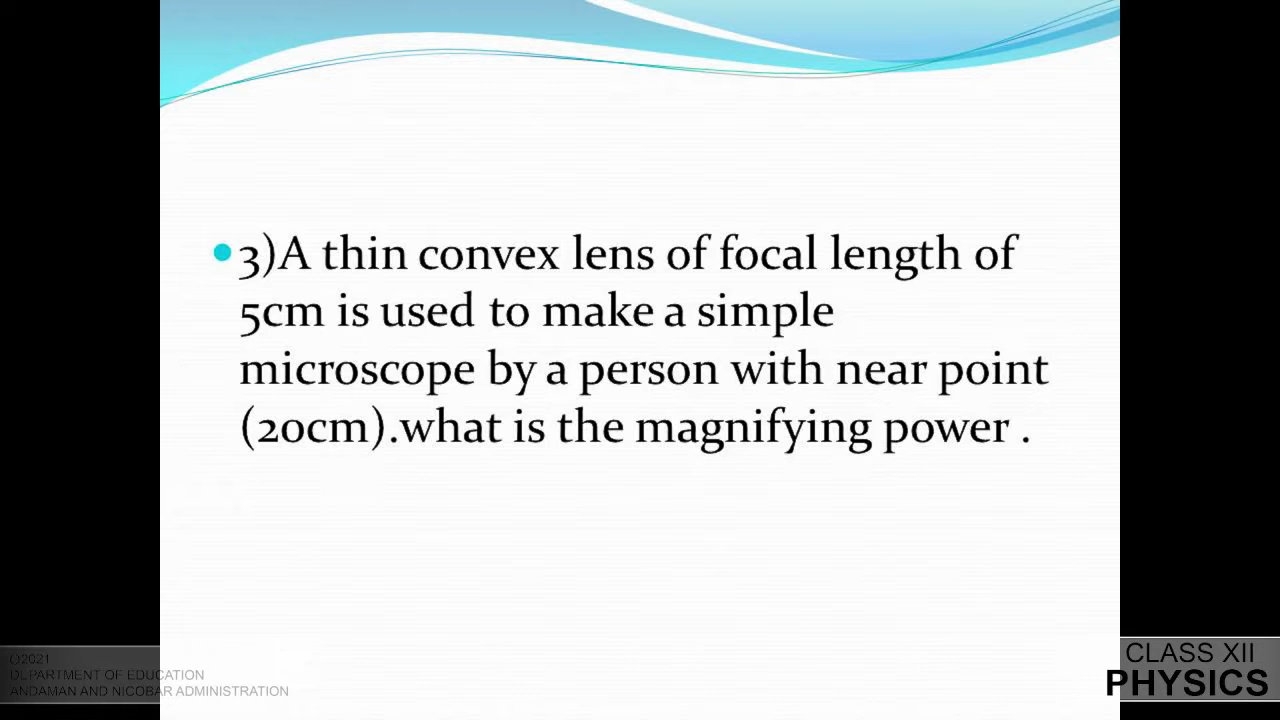 3)A thin convex lens of focal length of
5cm is used to make a simple
microscope by a person with near point
(20cm).what is the magnifying power .
©2021
DEPARTMENT OF EDUCATION
ANDAMAN AND NICOBAR ADMINISTRATION
CLASS XII
PHYSICS